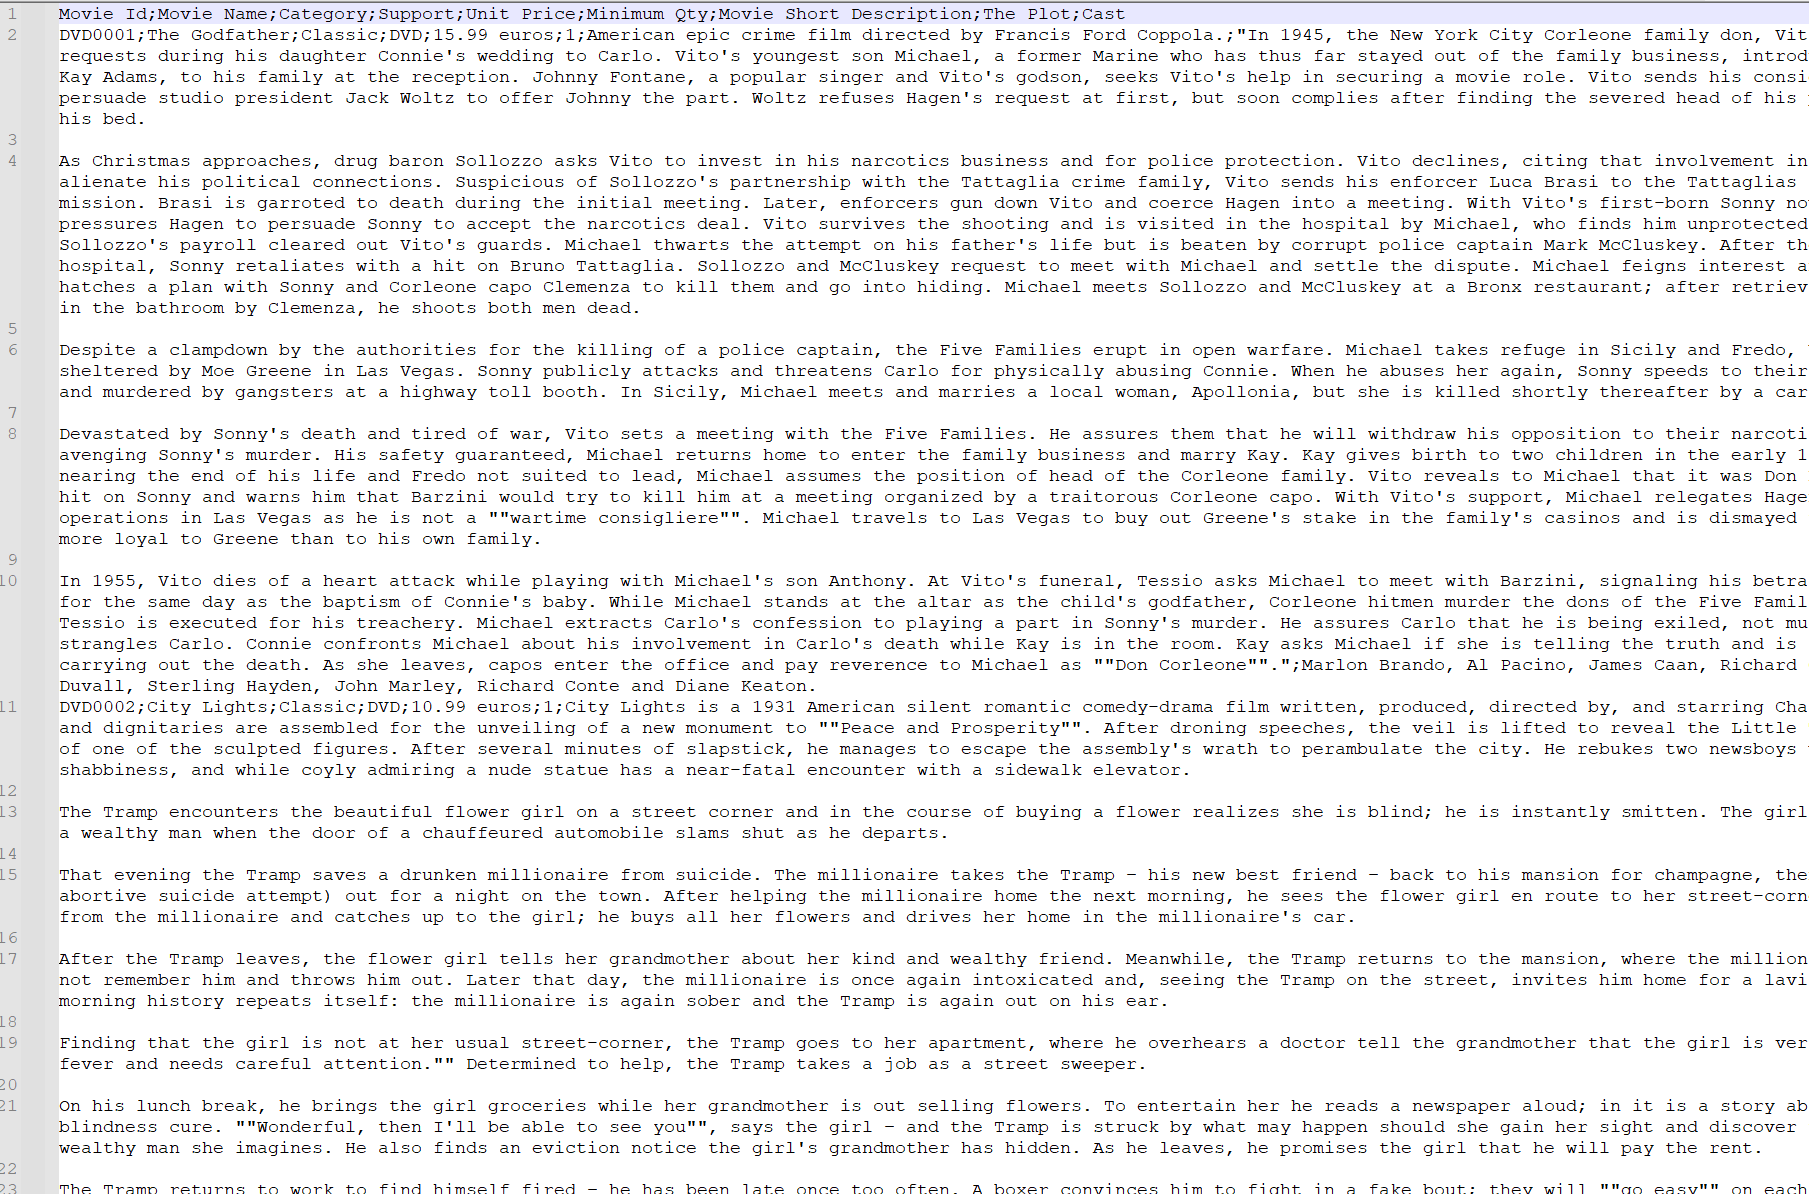 1 Movie Id;Movie Name;Category;Support;Unit Price;Minimum Qty;Movie Short Description;The Plot;Cast
2 DVD0001;The Godfather;Classic;DVD;15.99 euros;1;American epic crime film directed by Francis Ford Coppola.;"In 1945, the New York City Corleone family don, Vit
requests during his daughter Connie's wedding to Carlo. Vito's youngest son Michael, a former Marine who has thus far stayed out of the family business, introd
Kay Adams, to his family at the reception. Johnny Fontane, a popular singer and Vito's godson, seeks Vito's help in securing a movie role. Vito sends his consi
persuade studio president Jack Woltz to offer Johnny the part. Woltz refuses Hagen's request at first, but soon complies after finding the severed head of his
his bed.
3
4 As Christmas approaches, drug baron Sollozzo asks Vito to invest in his narcotics business and for police protection. Vito declines, citing that involvement in
alienate his political connections. Suspicious of Sollozzo's partnership with the Tattaglia crime family, Vito sends his enforcer Luca Brasi to the Tattaglias
mission. Brasi is garroted to death during the initial meeting. Later, enforcers gun down Vito and coerce Hagen into a meeting. With Vito's first-born Sonny no
pressures Hagen to persuade Sonny to accept the narcotics deal. Vito survives the shooting and is visited in the hospital by Michael, who finds him unprotected
Sollozzo's payroll cleared out Vito's guards. Michael thwarts the attempt on his father's life but is beaten by corrupt police captain Mark McCluskey. After th
hospital, Sonny retaliates with a hit on Bruno Tattaglia. Sollozzo and McCluskey request to meet with Michael and settle the dispute. Michael feigns interest a
hatches a plan with Sonny and Corleone capo Clemenza to kill them and go into hiding. Michael meets Sollozzo and McCluskey at a Bronx restaurant; after retriev
in the bathroom by Clemenza, he shoots both men dead.
5
6 Despite a clampdown by the authorities for the killing of a police captain, the Five Families erupt in open warfare. Michael takes refuge in Sicily and Fredo,
sheltered by Moe Greene in Las Vegas. Sonny publicly attacks and threatens Carlo for physically abusing Connie. When he abuses her again, Sonny speeds to their
and murdered by gangsters at a highway toll booth. In Sicily, Michael meets and marries a local woman, Apollonia, but she is killed shortly thereafter by a car
7
8 Devastated by Sonny's death and tired of war, Vito sets a meeting with the Five Families. He assures them that he will withdraw his opposition to their narcoti
avenging Sonny's murder. His safety guaranteed, Michael returns home to enter the family business and marry Kay. Kay gives birth to two children in the early 1
nearing the end of his life and Fredo not suited to lead, Michael assumes the position of head of the Corleone family. Vito reveals to Michael that it was Don
hit on Sonny and warns him that Barzini would try to kill him at a meeting organized by a traitorous Corleone capo. With Vito's support, Michael relegates Hage
operations in Las Vegas as he is not a ""wartime consigliere"". Michael travels to Las Vegas to buy out Greene's stake in the family's casinos and is dismayed
more loyal to Greene than to his own family.
9
10 In 1955, Vito dies of a heart attack while playing with Michael's son Anthony. At Vito's funeral, Tessio asks Michael to meet with Barzini, signaling his betra
for the same day as the baptism of Connie's baby. While Michael stands at the altar as the child's godfather, Corleone hitmen murder the dons of the Five Famil
Tessio is executed for his treachery. Michael extracts Carlo's confession to playing a part in Sonny's murder. He assures Carlo that he is being exiled, not mu
strangles Carlo. Connie confronts Michael about his involvement in Carlo's death while Kay is in the room. Kay asks Michael if she is telling the truth and is
carrying out the death. As she leaves, capos enter the office and pay reverence to Michael as ""Don Corleone"".";Marlon Brando, Al Pacino, James Caan, Richard
Duvall, Sterling Hayden, John Marley, Richard Conte and Diane Keaton.
11 DVD0002;City Lights;Classic;DVD;10.99 euros;1;City Lights is a 1931 American silent romantic comedy-drama film written, produced, directed by, and starring Cha
and dignitaries are assembled for the unveiling of a new monument to ""Peace and Prosperity"". After droning speeches, the veil is lifted to reveal the Little
of one of the sculpted figures. After several minutes of slapstick, he manages to escape the assembly's wrath to perambulate the city. He rebukes two newsboys
shabbiness, and while coyly admiring a nude statue has a near-fatal encounter with a sidewalk elevator.
12
13 The Tramp encounters the beautiful flower girl on a street corner and in the course of buying a flower realizes she is blind; he is instantly smitten. The girl
a wealthy man when the door of a chauffeured automobile slams shut as he departs.
14
15 That evening the Tramp saves a drunken millionaire from suicide. The millionaire takes the Tramp – his new best friend – back to his mansion for champagne, the
abortive suicide attempt) out for a night on the town. After helping the millionaire home the next morning, he sees the flower girl en route to her street-corn
from the millionaire and catches up to the girl; he buys all her flowers and drives her home in the millionaire's car.
16
17 After the Tramp leaves, the flower girl tells her grandmother about her kind and wealthy friend. Meanwhile, the Tramp returns to the mansion, where the million
not remember him and throws him out. Later that day, the millionaire is once again intoxicated and, seeing the Tramp on the street, invites him home for a lavi
morning history repeats itself: the millionaire is again sober and the Tramp is again out on his ear.
18
19 Finding that the girl is not at her usual street-corner, the Tramp goes to her apartment, where he overhears a doctor tell the grandmother that the girl is ver
fever and needs careful attention."" Determined to help, the Tramp takes a job as a street sweeper.
20
21 On his lunch break, he brings the girl groceries while her grandmother is out selling flowers. To entertain her he reads a newspaper aloud; in it is a story ab
blindness cure. ""Wonderful, then I'll be able to see you"", says the girl – and the Tramp is struck by what may happen should she gain her sight and discover
wealthy man she imagines. He also finds an eviction notice the girl's grandmother has hidden. As he leaves, he promises the girl that he will pay the rent.
22
23 The Tramp returns to work to find himself fired – he has been late once too often. A boxer convinces him to fight in a fake bout; they will ""go easy"" on each